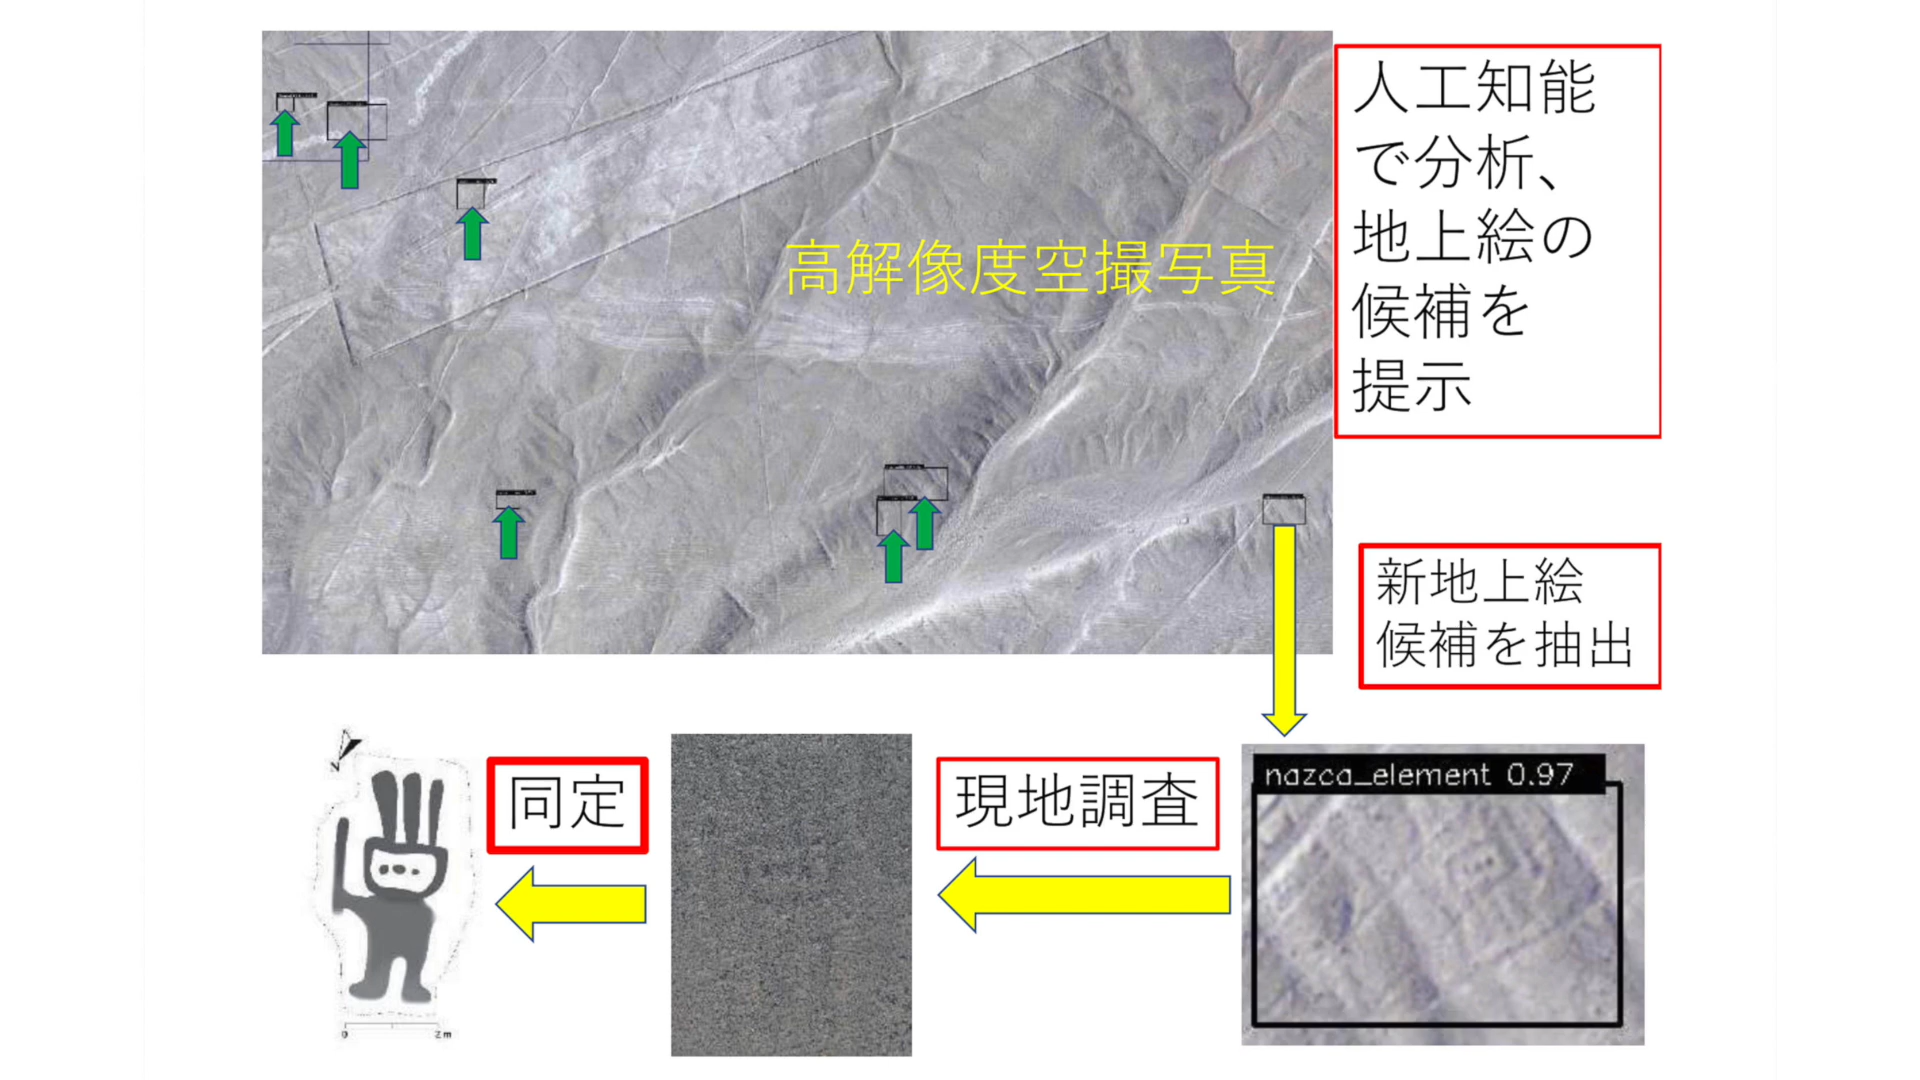 高解像度空撮写真
人工知能
で分析、
地上絵の
候補を
提示
新地上絵
候補を抽出
nazca_element 0.97
現地調査
同定
N
0 2m